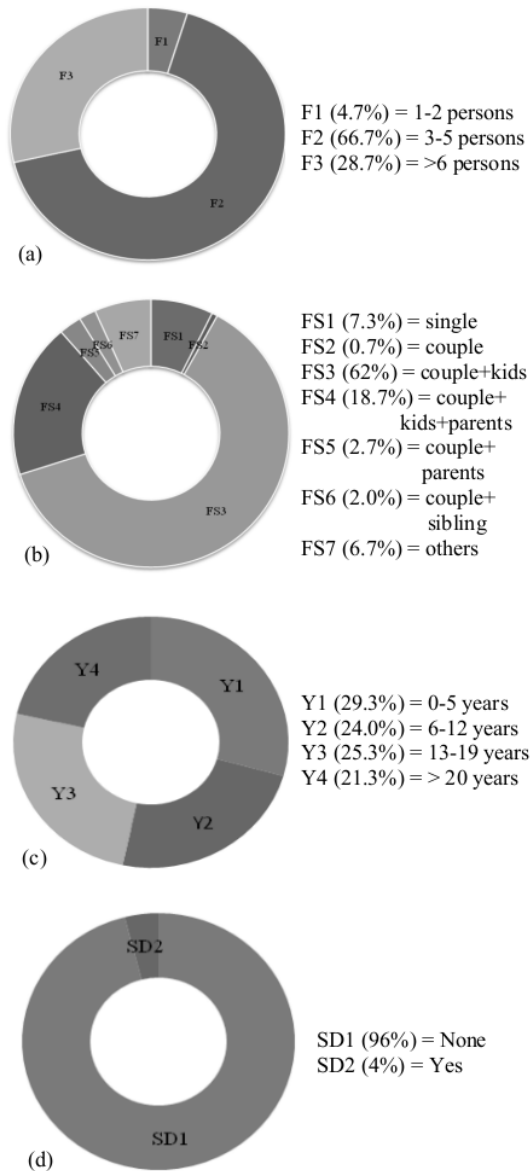 F1
F3
F2
F1 (4.7%) = 1-2 persons
F2 (66.7%) = 3-5 persons
F3 (28.7%) = >6 persons
(a)
FS7
FS1
FS6
FS5
FS2
FS4
FS3
FS1 (7.3%) = single
FS2 (0.7%) = couple
FS3 (62%) = couple+kids
FS4 (18.7%) = couple+
kids+parents
FS5 (2.7%) = couple+
parents
FS6 (2.0%) = couple+
sibling
FS7 (6.7%) = others
(b)
Y4
Y1
Y3
Y2
Y1 (29.3%) = 0-5 years
Y2 (24.0%) = 6-12 years
Y3 (25.3%) = 13-19 years
Y4 (21.3%) = > 20 years
(c)
SD2
SD1
SD1 (96%) = None
SD2 (4%) = Yes
(d)